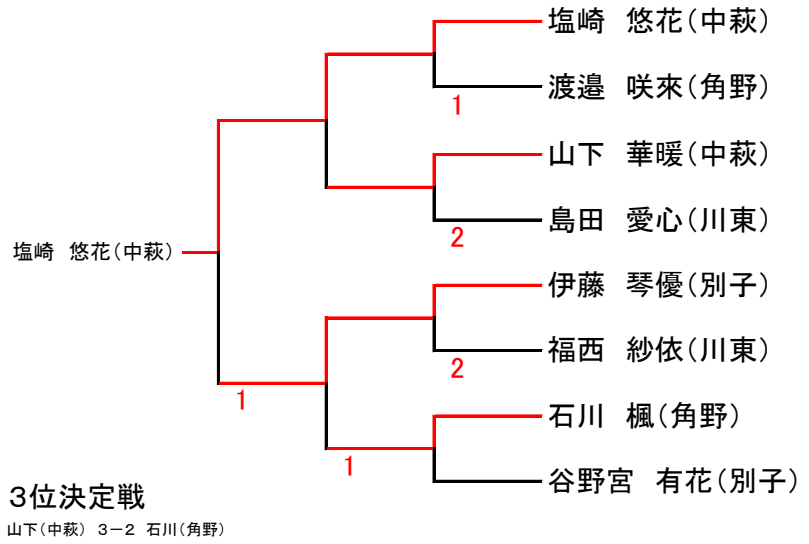 塩崎　悠花(中萩)
渡邉　咲來(角野)
1
山下　華暖(中萩)
島田　愛心(川東)
2
塩崎　悠花(中萩)
伊藤　琴優(別子)
福西　紗依(川東)
2
1
石川　楓(角野)
1
谷野宮　有花(別子)
3位決定戦
山下(中萩)　3－2　石川(角野)